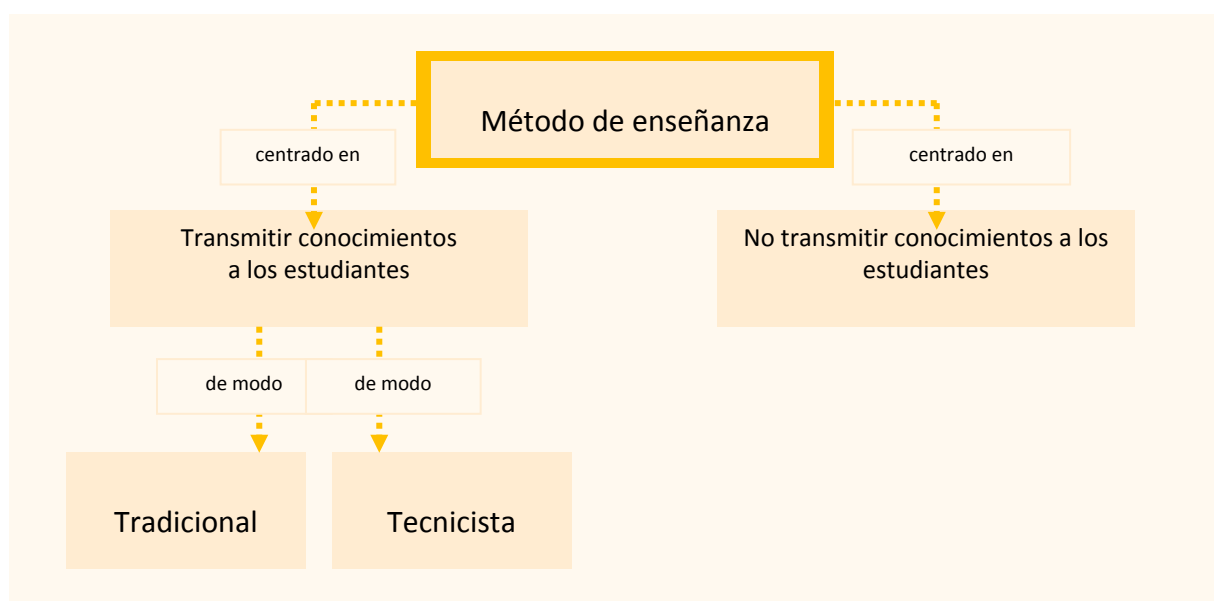 Método de enseñanza
centrado en
centrado en
Transmitir conocimientos
a los estudiantes
No transmitir conocimientos a los
estudiantes
de modo
de modo
Tradicional
Tecnicista